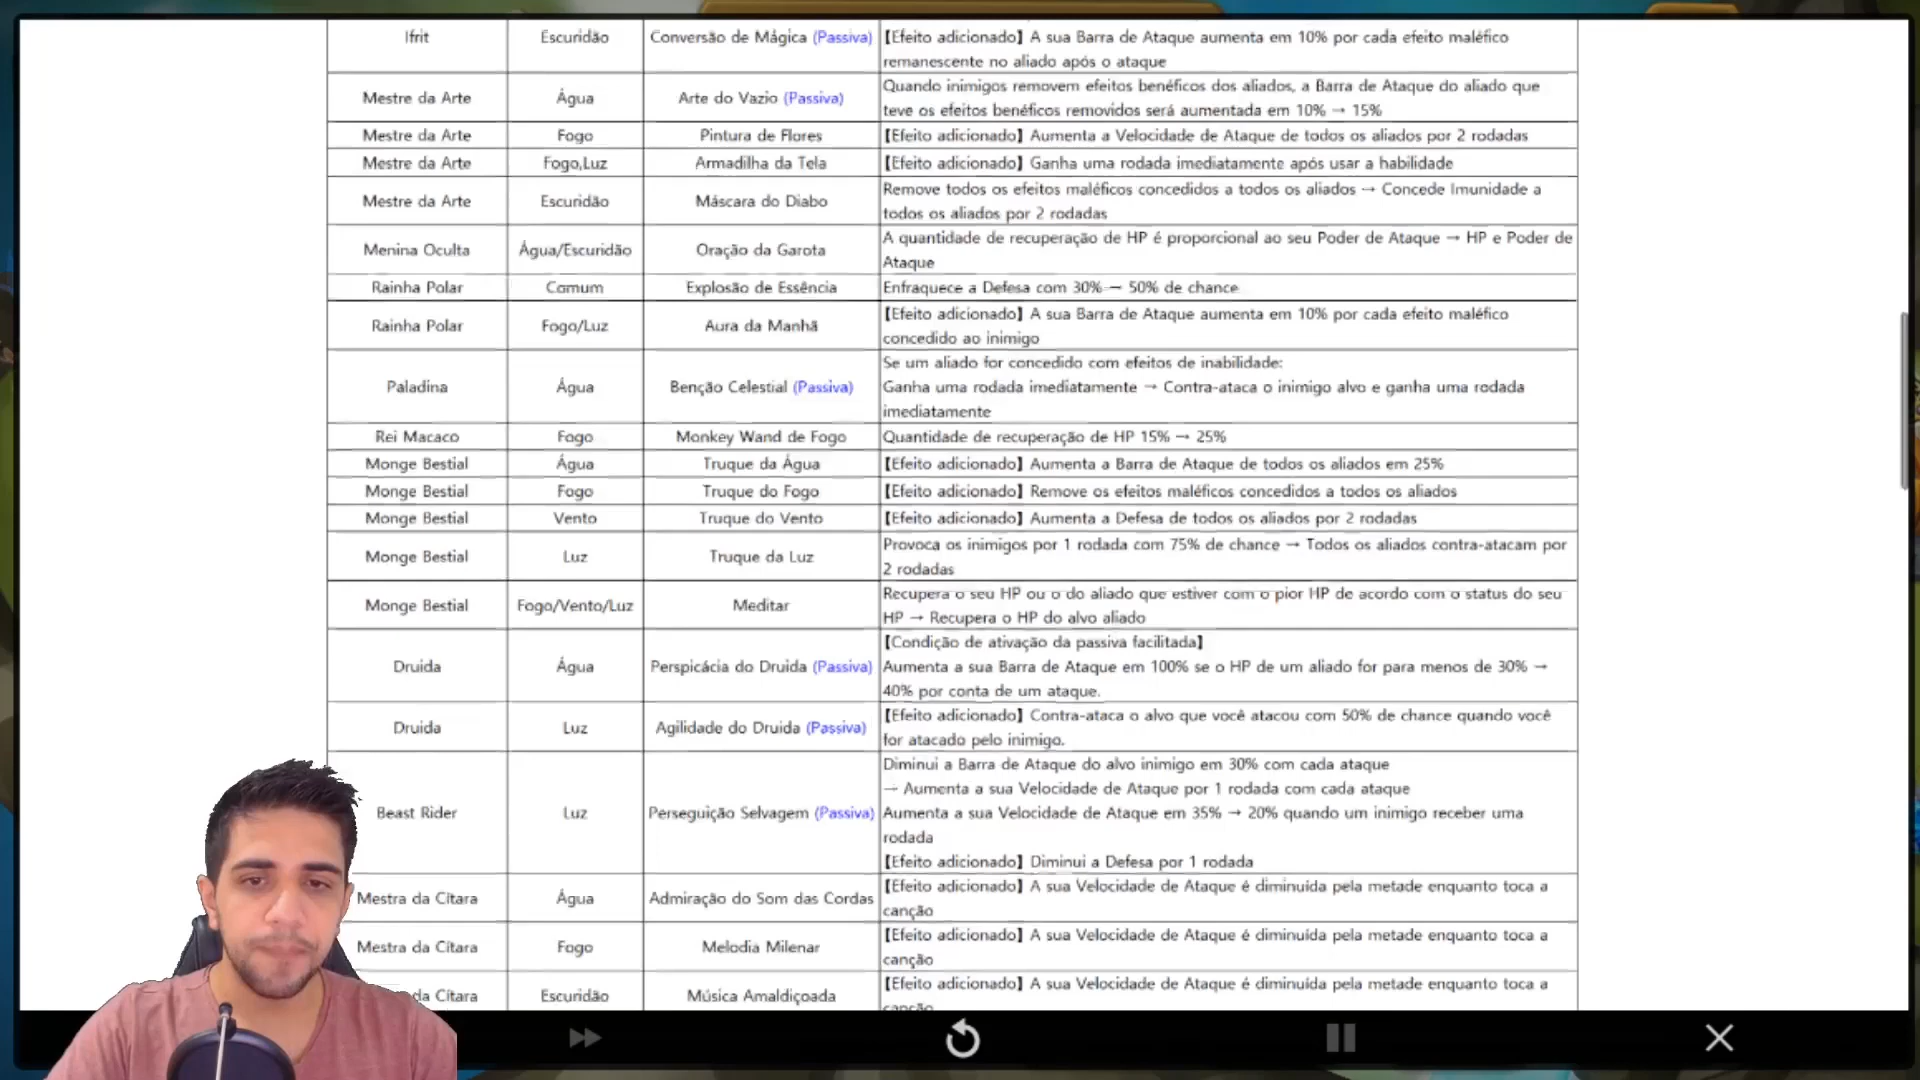 Ifrit Escuridão Conversão de Mágica (Passiva) 【Efeito adicionado】 A sua Barra de Ataque aumenta em 10% por cada efeito maléfico
remanescente no aliado após o ataque
Mestre da Arte Água Arte do Vazio (Passiva) Quando inimigos removem efeitos benéficos dos aliados, a Barra de Ataque do aliado que
teve os efeitos benéficos removidos será aumentada em 10% → 15%
Mestre da Arte Fogo Pintura de Flores 【Efeito adicionado】 Aumenta a Velocidade de Ataque de todos os aliados por 2 rodadas
Mestre da Arte Fogo,Luz Armadilha da Tela 【Efeito adicionado】 Ganha uma rodada imediatamente após usar a habilidade
Mestre da Arte Escuridão Máscara do Diabo Remove todos os efeitos maléficos concedidos a todos os aliados → Concede Imunidade a
todos os aliados por 2 rodadas
Menina Oculta Água/Escuridão Oração da Garota A quantidade de recuperação de HP é proporcional ao seu Poder de Ataque → HP e Poder de
Ataque
Rainha Polar Comum Explosão de Essência Enfraquece a Defesa com 30% → 50% de chance
Rainha Polar Fogo/Luz Aura da Manhã 【Efeito adicionado】 A sua Barra de Ataque aumenta em 10% por cada efeito maléfico
concedido ao inimigo
Paladina Água Benção Celestial (Passiva) Se um aliado for concedido com efeitos de inabilidade:
Ganha uma rodada imediatamente → Contra-ataca o inimigo alvo e ganha uma rodada
imediatamente
Rei Macaco Fogo Monkey Wand de Fogo Quantidade de recuperação de HP 15% → 25%
Monge Bestial Água Truque da Água 【Efeito adicionado】 Aumenta a Barra de Ataque de todos os aliados em 25%
Monge Bestial Fogo Truque do Fogo 【Efeito adicionado】 Remove os efeitos maléficos concedidos a todos os aliados
Monge Bestial Vento Truque do Vento 【Efeito adicionado】 Aumenta a Defesa de todos os aliados por 2 rodadas
Monge Bestial Luz Truque da Luz Provoca os inimigos por 1 rodada com 75% de chance → Todos os aliados contra-atacam por
2 rodadas
Monge Bestial Fogo/Vento/Luz Meditar Recupera o seu HP ou o do aliado que estiver com o pior HP de acordo com o status do seu
HP → Recupera o HP do alvo aliado
【Condição de ativação da passiva facilitada】
Druida Água Perspicácia do Druida (Passiva) Aumenta a sua Barra de Ataque em 100% se o HP de um aliado for para menos de 30% →
40% por conta de um ataque.
Druida Luz Agilidade do Druida (Passiva) 【Efeito adicionado】 Contra-ataca o alvo que você atacou com 50% de chance quando você
for atacado pelo inimigo.
Diminui a Barra de Ataque do alvo inimigo em 30% com cada ataque
→ Aumenta a sua Velocidade de Ataque por 1 rodada com cada ataque
Beast Rider Luz Perseguição Selvagem (Passiva) Aumenta a sua Velocidade de Ataque em 35% → 20% quando um inimigo receber uma
rodada
【Efeito adicionado】 Diminui a Defesa por 1 rodada
Mestra da Cítara Água Admiração do Som das Cordas 【Efeito adicionado】 A sua Velocidade de Ataque é diminuída pela metade enquanto toca a
canção
Mestra da Cítara Fogo Melodia Milenar 【Efeito adicionado】 A sua Velocidade de Ataque é diminuída pela metade enquanto toca a
canção
da Cítara Escuridão Música Amaldiçoada 【Efeito adicionado】 A sua Velocidade de Ataque é diminuída pela metade enquanto toca a
canção